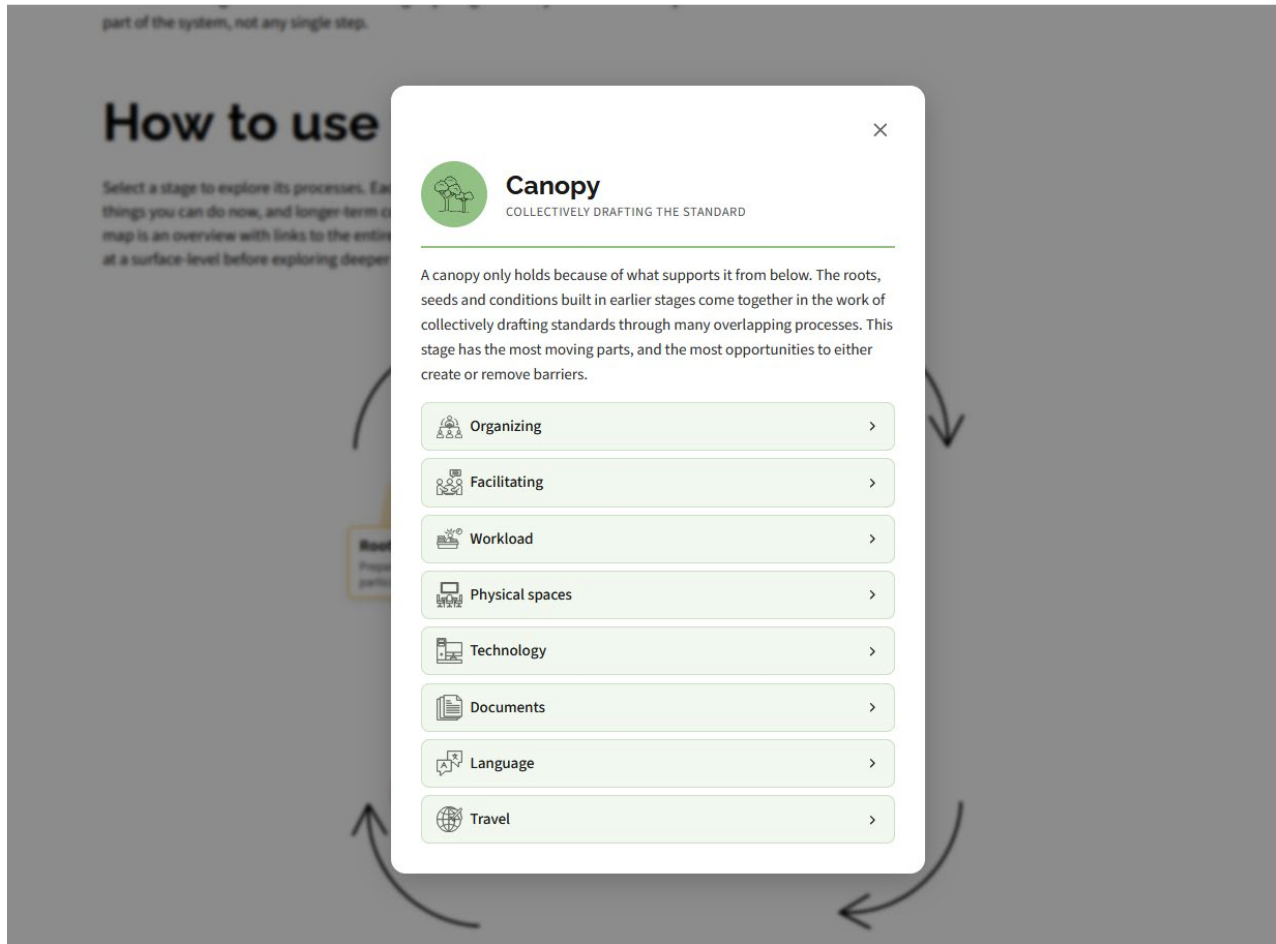 part of the system, not any single step.
How to use
Select a stage to explore its processes. Eac
things you can do now, and longer-term c
map is an overview with links to the entire
at a surface-level before exploring deeper
Canopy
COLLECTIVELY DRAFTING THE STANDARD
A canopy only holds because of what supports it from below. The roots,
seeds and conditions built in earlier stages come together in the work of
collectively drafting standards through many overlapping processes. This
stage has the most moving parts, and the most opportunities to either
create or remove barriers.
Organizing
Facilitating
Workload
Physical spaces
Technology
Documents
Language
Travel
Root